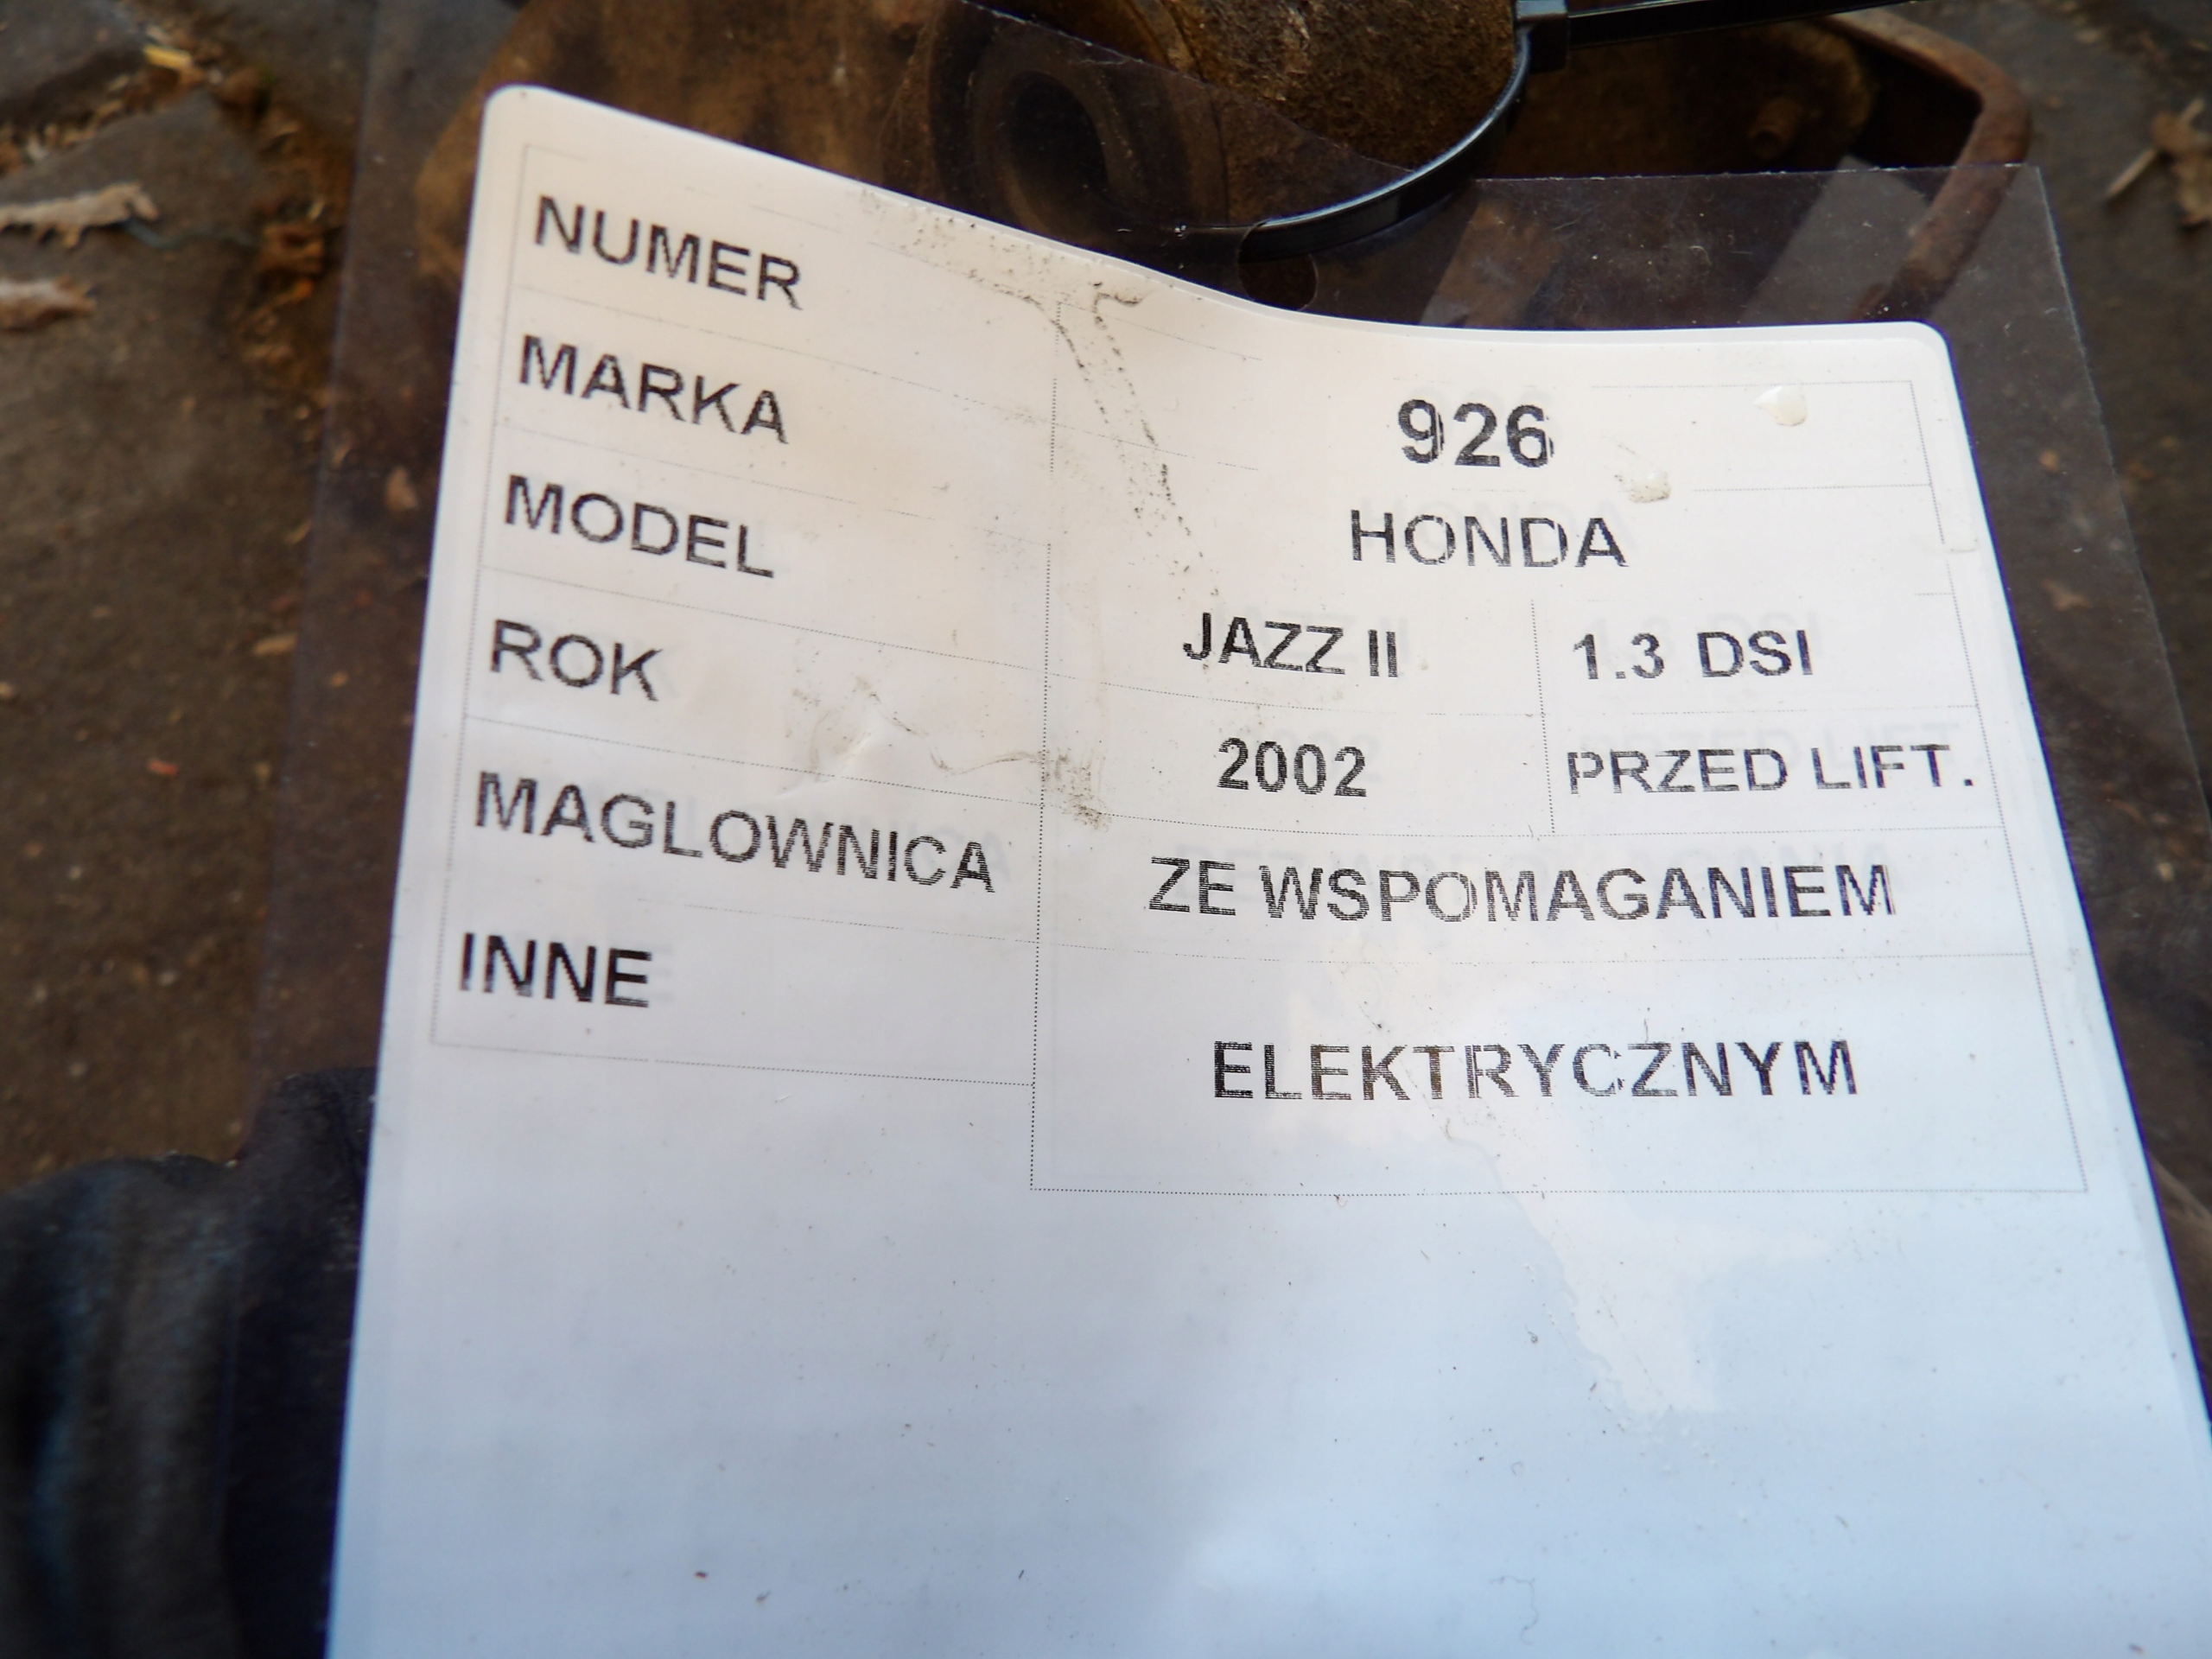 NUMER 926
MARKA HONDA
MODEL JAZZ II 1.3 DSI
ROK 2002 PRZED LIFT.
MAGLOWNICA ZE WSPOMAGANIEM
INNE ELEKTRYCZNYM